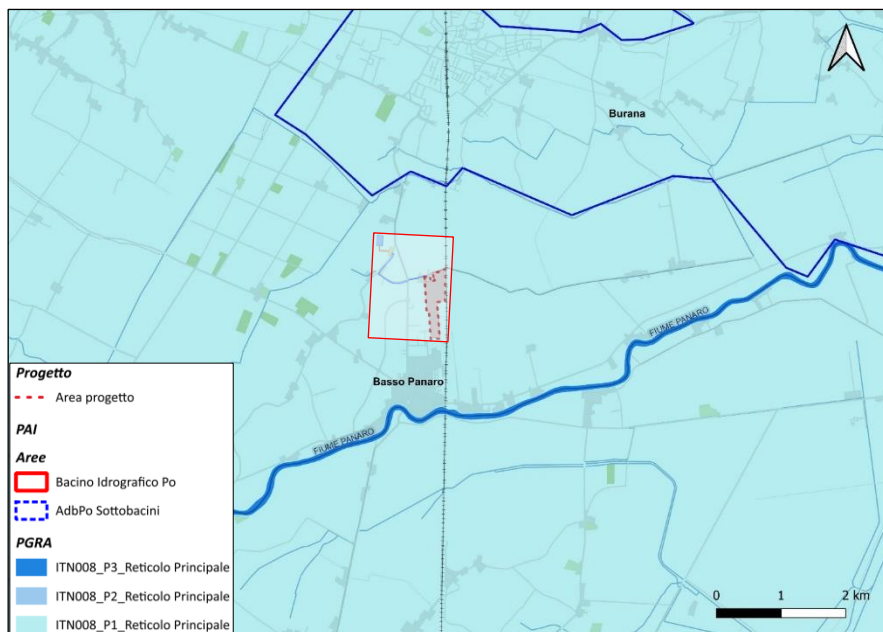 Burana
FIUME PANARO
Basso Panaro
FIUME PANARO
Progetto
Area progetto
PAI
Aree
Bacino Idrografico Po
AdbPo Sottobacini
PGRA
ITN008_P3_Reticolo Principale
ITN008_P2_Reticolo Principale
ITN008_P1_Reticolo Principale
0 1 2 km